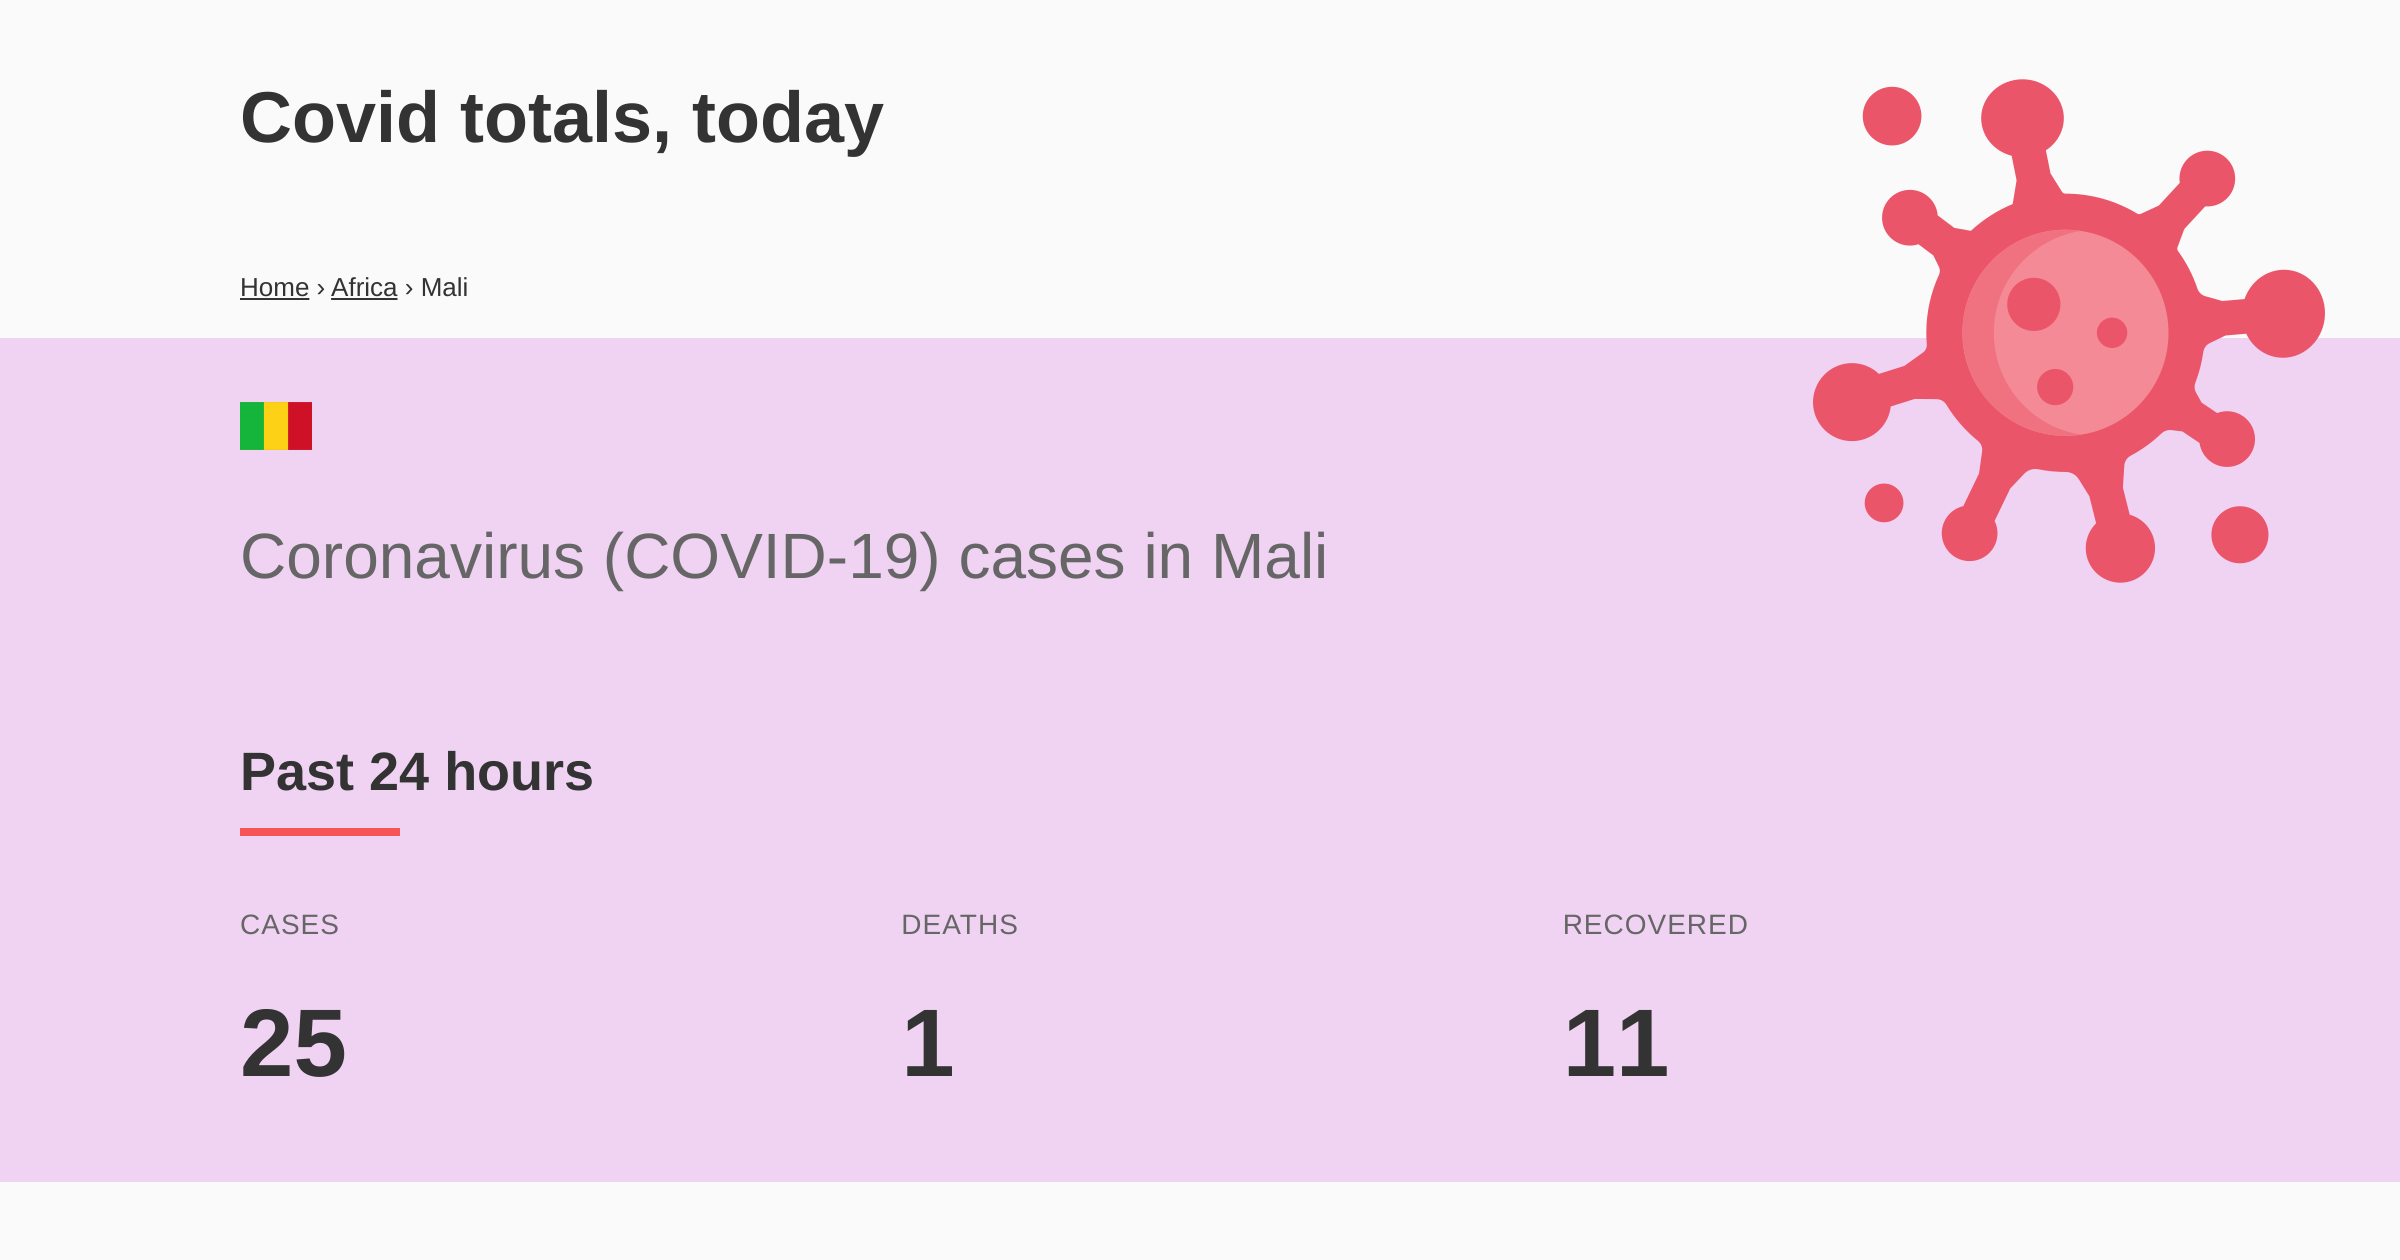 Covid totals, today
Home › Africa › Mali
Coronavirus (COVID-19) cases in Mali
Past 24 hours
CASES DEATHS RECOVERED
25 1 11